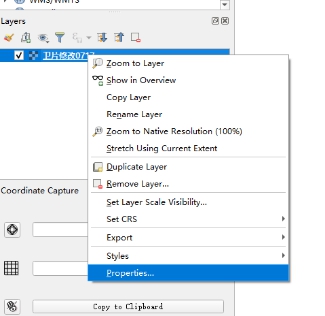 WMS/WMTS
Layers
卫片修改0717
Zoom to Layer
Show in Overview
Copy Layer
Rename Layer
Zoom to Native Resolution (100%)
Stretch Using Current Extent
Duplicate Layer
Remove Layer...
Set Layer Scale Visibility...
Set CRS
Export
Styles
Properties...
Coordinate Capture
Copy to Clipboard